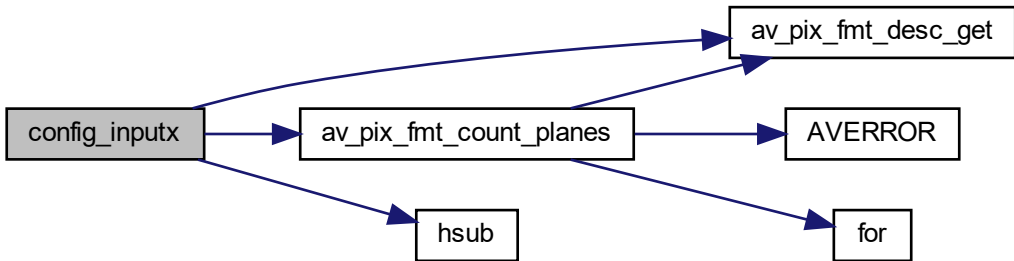 av_pix_fmt_desc_get
config_inputx
av_pix_fmt_count_planes
AVERROR
hsub
for